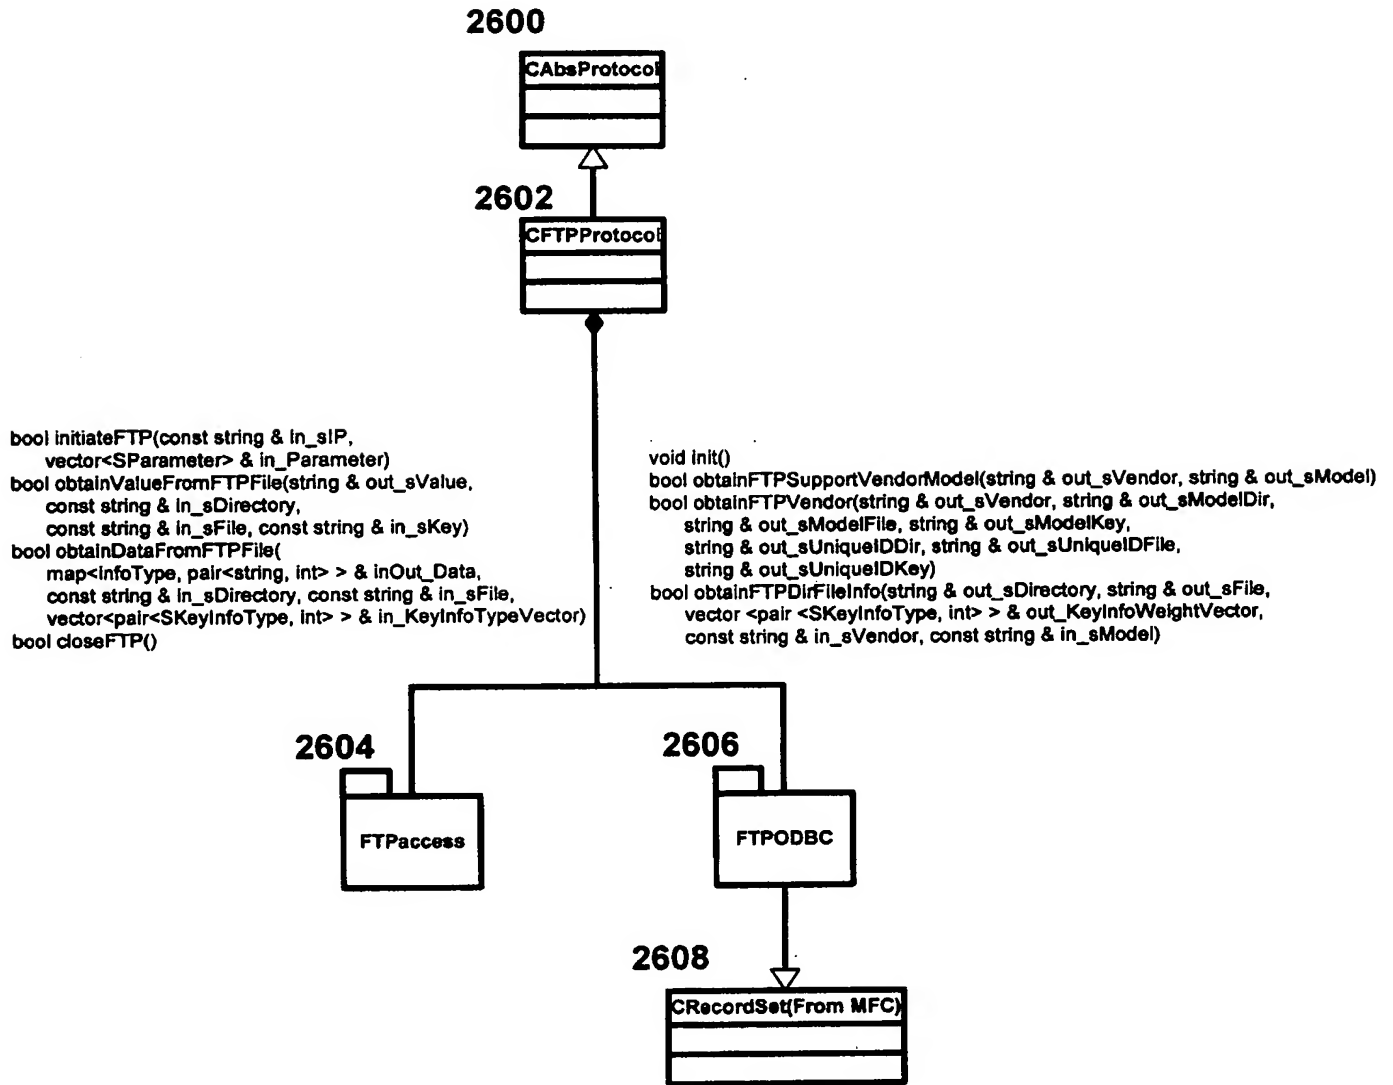 2600
CAbsProtocol
2602
CFTPProtocol
bool initiateFTP(const string & in_sIP,
vector<SParameter> & in_Parameter)
bool obtainValueFromFTPFile(string & out_sValue,
const string & in_sDirectory,
const string & in_sFile, const string & in_sKey)
bool obtainDataFromFTPFile(
map<infoType, pair<string, int> > & inOut_Data,
const string & in_sDirectory, const string & in_sFile,
vector<pair<SKeyInfoType, int> > & in_KeyInfoTypeVector)
bool closeFTP()
void init()
bool obtainFTPSupportVendorModel(string & out_sVendor, string & out_sModel)
bool obtainFTPVendor(string & out_sVendor, string & out_sModelDir,
string & out_sModelFile, string & out_sModelKey,
string & out_sUniqueIDDir, string & out_sUniqueIDFile,
string & out_sUniqueIDKey)
bool obtainFTPDirFileInfo(string & out_sDirectory, string & out_sFile,
vector <pair <SKeyInfoType, int> > & out_KeyInfoWeightVector,
const string & in_sVendor, const string & in_sModel)
2604
FTPaccess
2606
FTPODBC
2608
CRecordSet(From MFC)